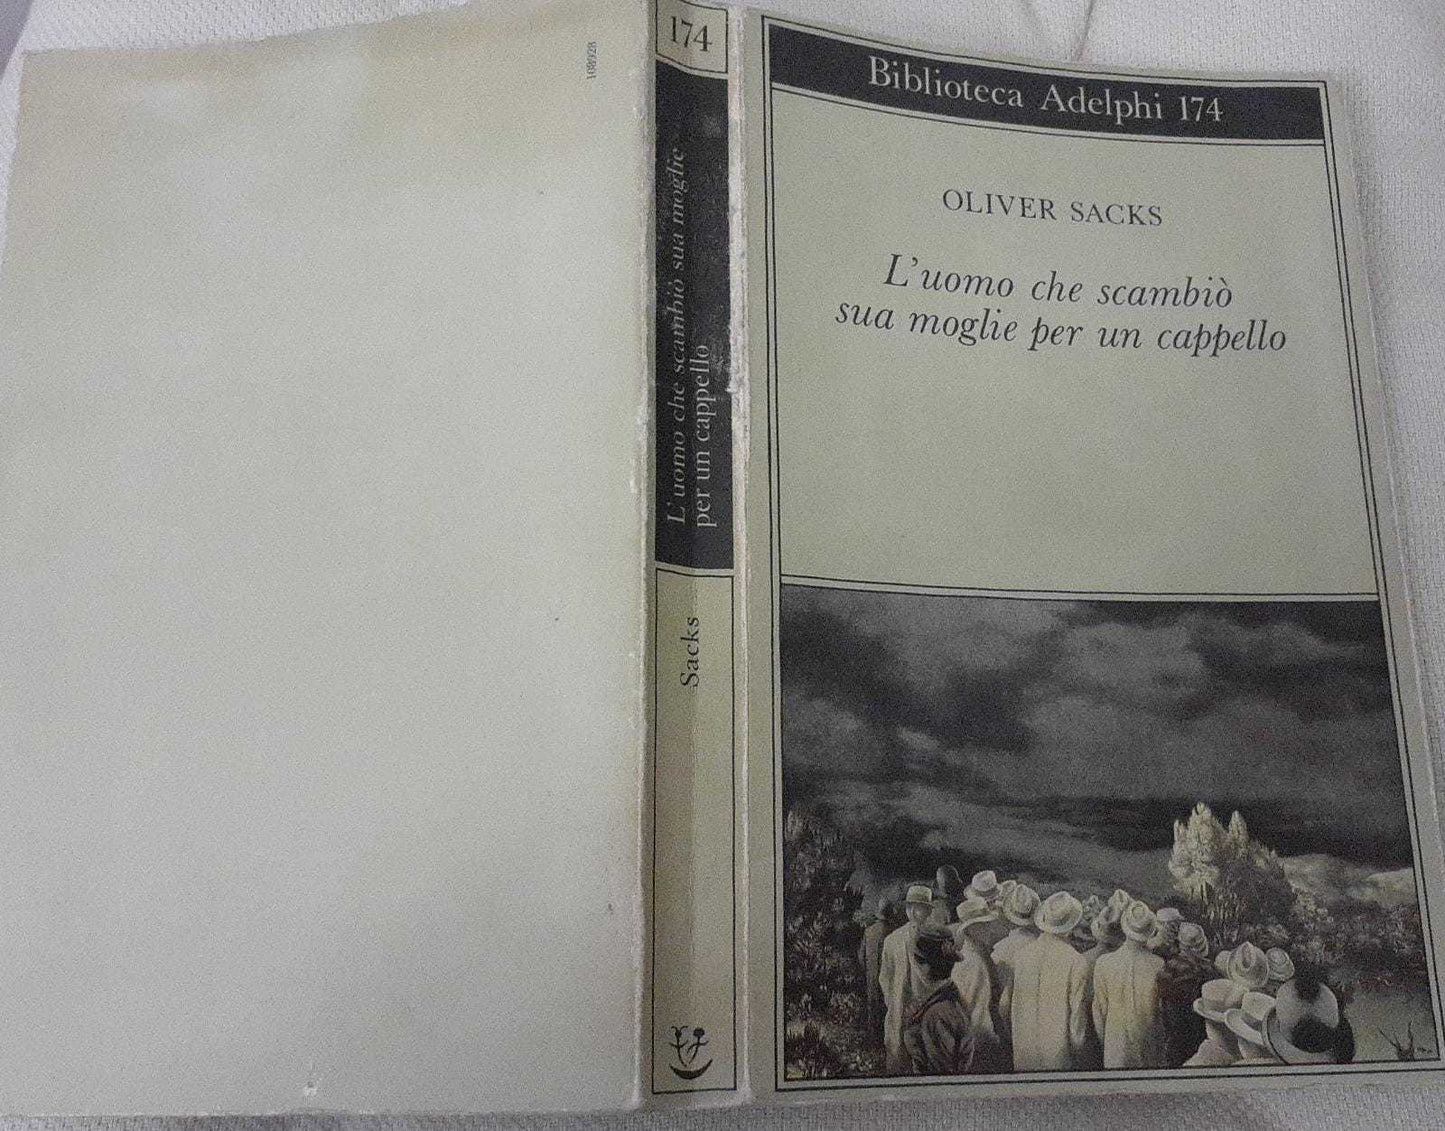 108928
174
L'uomo che scambiò sua moglie
per un cappello
Sacks
Biblioteca Adelphi 174
OLIVER SACKS
L'uomo che scambiò
sua moglie per un cappello